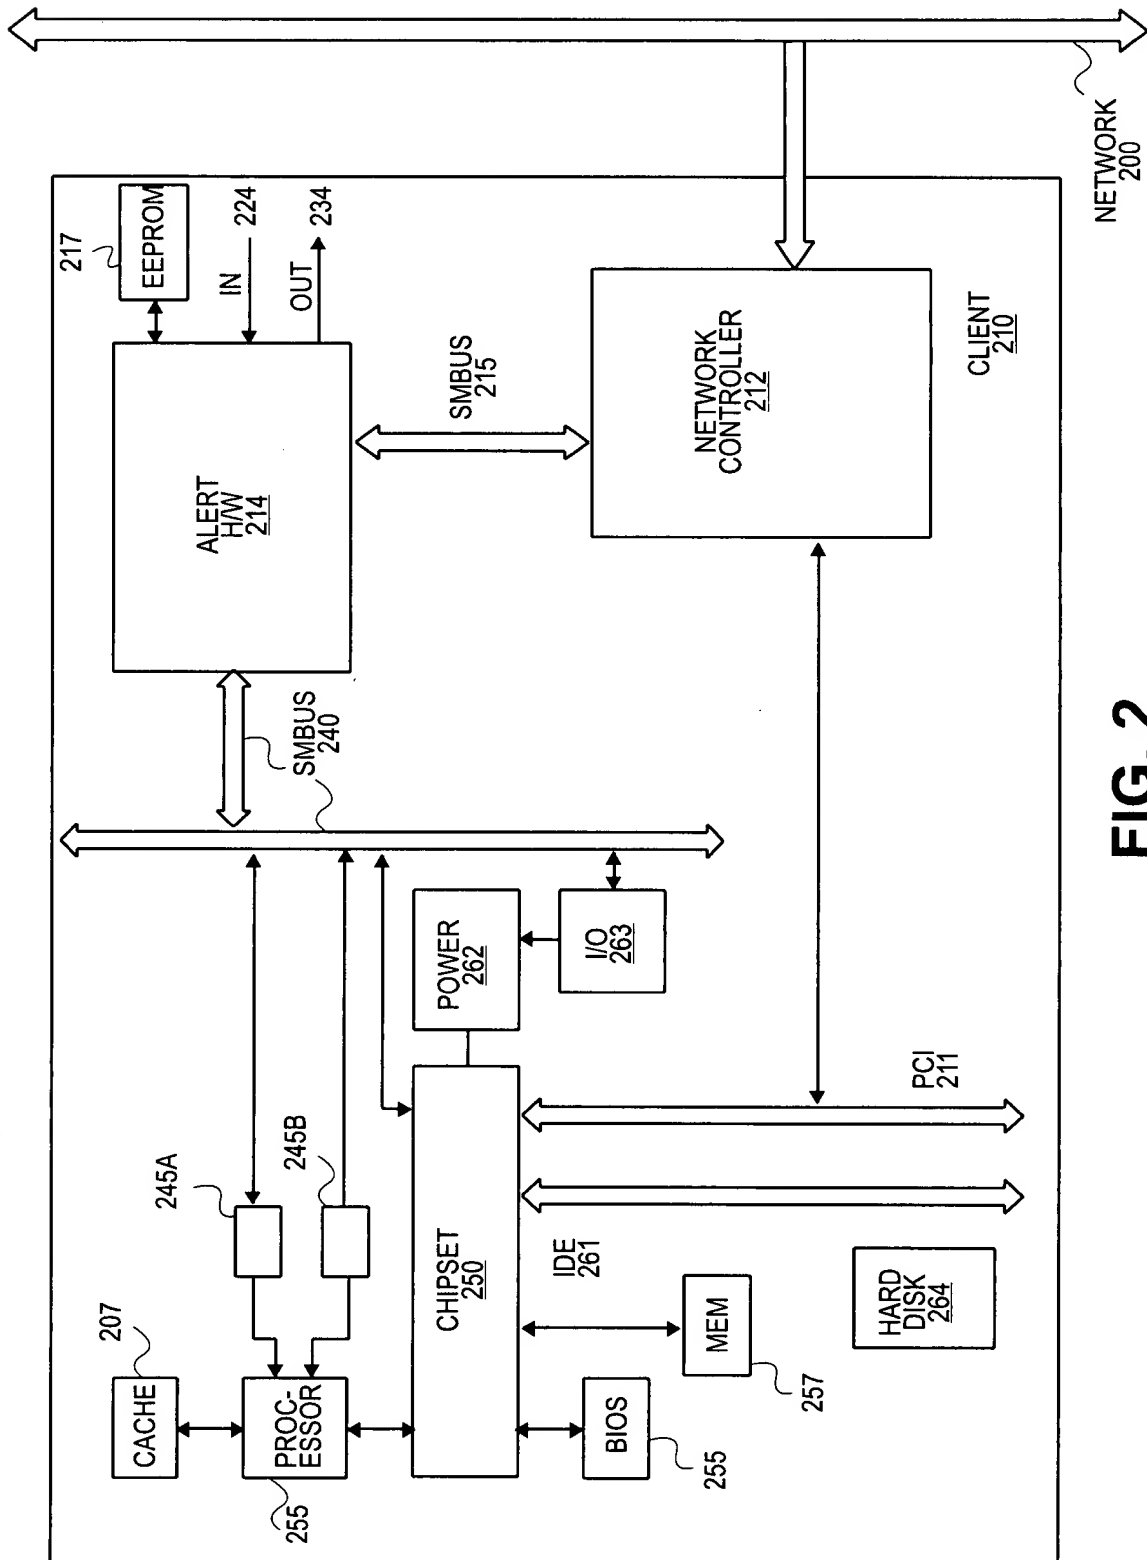 CACHE
207
PROC-
ESSOR
255
245A
245B
217
EEPROM
ALERT
H/W
214
IN
224
OUT
234
SMBUS
240
SMBUS
215
CHIPSET
250
POWER
262
I/O
263
BIOS
255
MEM
257
IDE
261
HARD
DISK
264
PCI
211
NETWORK
CONTROLLER
212
CLIENT
210
NETWORK
200
FIG. 2